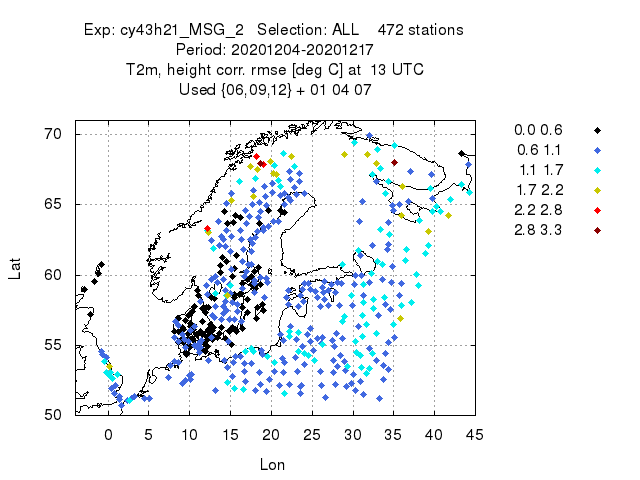 Exp: cy43h21_MSG_2 Selection: ALL 472 stations
Period: 20201204-20201217
T2m, height corr. rmse [deg C] at 13 UTC
Used {06,09,12} + 01 04 07
0.0 0.6
0.6 1.1
1.1 1.7
1.7 2.2
2.2 2.8
2.8 3.3
70
65
60
55
50
Lat
0 5 10 15 20 25 30 35 40 45
Lon